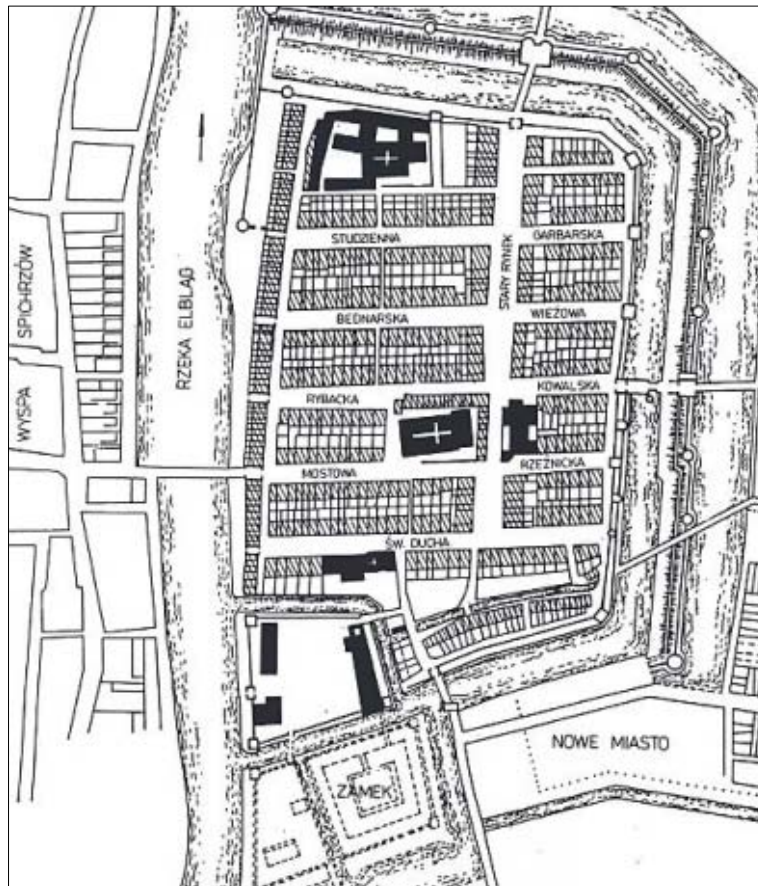 STUDZIENNA
GARBARSKA
STARY RYNEK
SPICHRZÓW
RZEKA ELBLĄG
BEDNARSKA
WIEŻOWA
WYSPA
RYBACKA
KOWALSKA
MOSTOWA
RZEŹNICKA
ŚW. DUCHA
NOWE MIASTO
ZAMEK